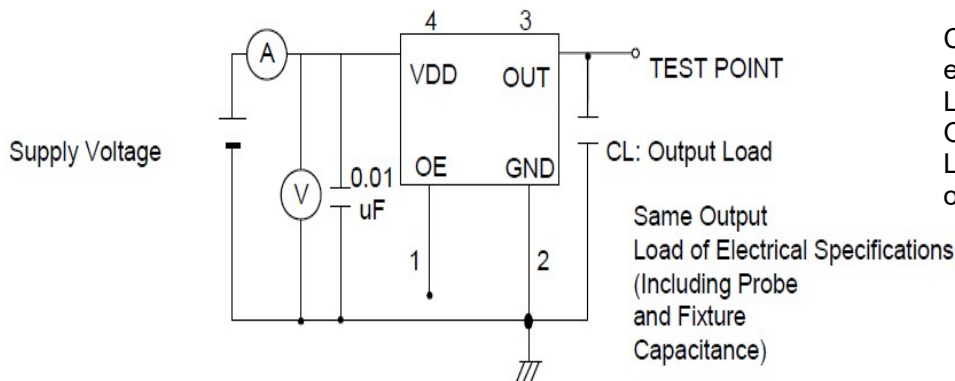 4 3
A
VDD OUT
TEST POINT
Supply Voltage
OE GND
CL: Output Load
V
0.01
uF
1 2
Same Output
Load of Electrical Specifications
(Including Probe
and Fixture
Capacitance)